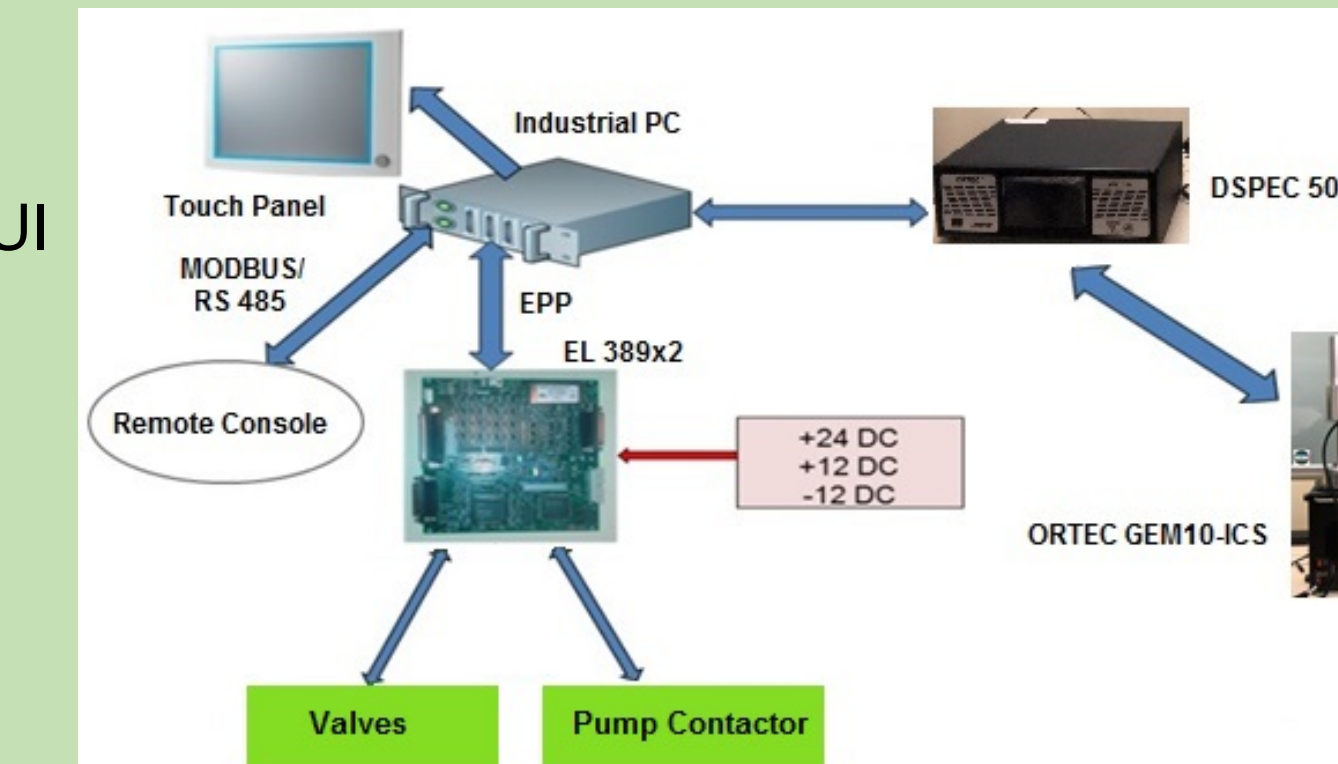 Industrial PC
Touch Panel
DSPEC 50
UI
MODBUS/
RS 485
EPP
EL 389x2
Remote Console
+24 DC
+12 DC
-12 DC
ORTEC GEM10-ICS
Valves
Pump Contactor